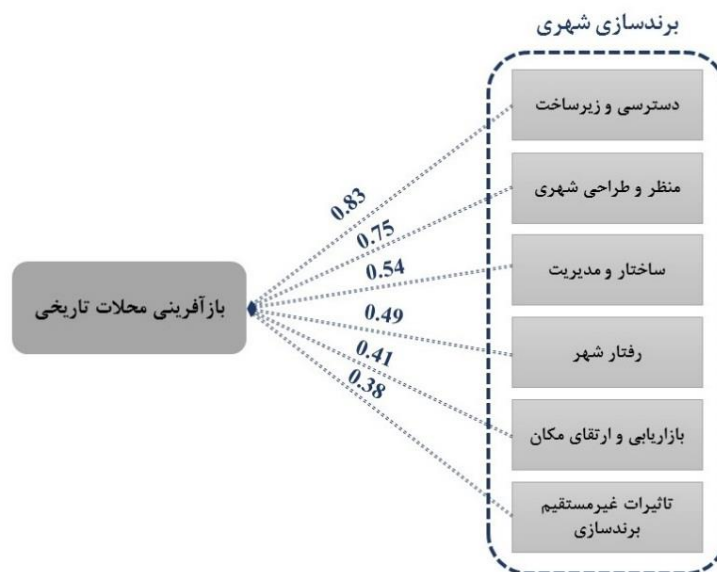 برندسازی شهری
دسترسی و زیرساخت
منظر و طراحی شهری
ساختار و مدیریت
رفتار شهر
بازاریابی و ارتقای مکان
تاثیرات غیرمستقیم
برندسازی
0.83
0.75
0.54
0.49
0.41
0.38
بازآفرینی محلات تاریخی